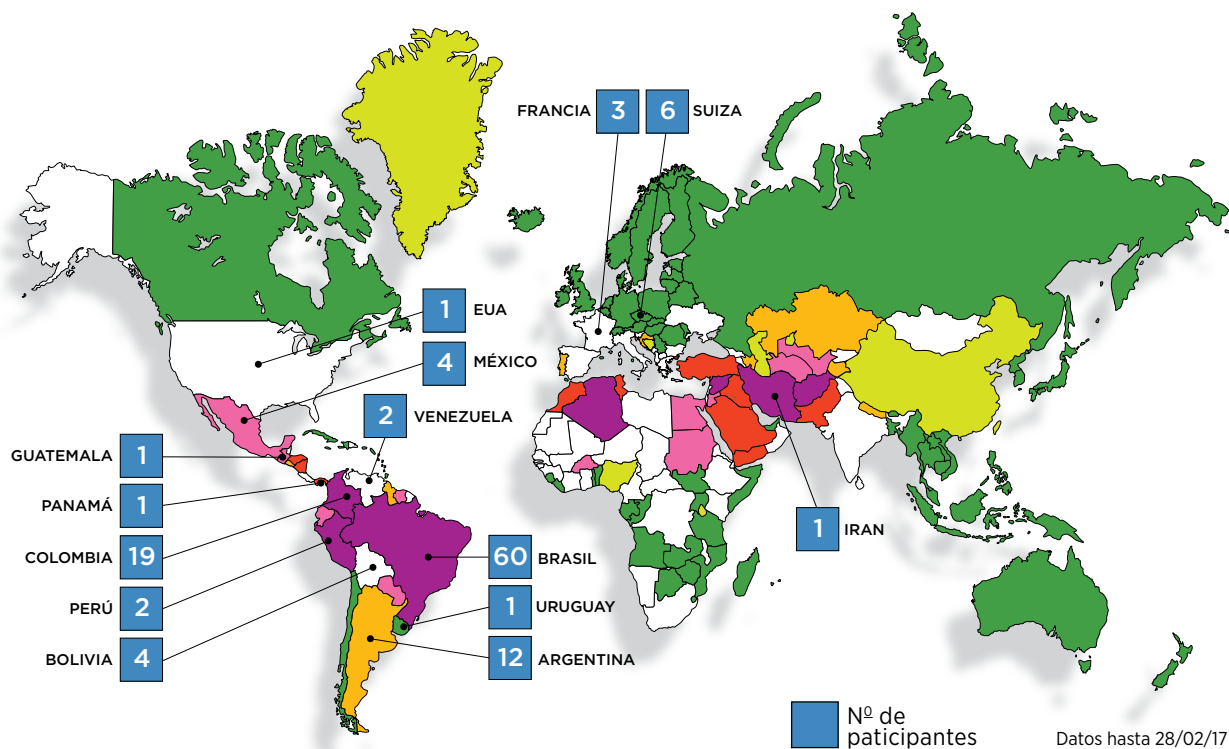 FRANCIA 3
6 SUIZA
1 EUA
4 MÉXICO
2 VENEZUELA
GUATEMALA 1
PANAMÁ 1
COLOMBIA 19
PERÚ 2
BOLIVIA 4
60 BRASIL
1 URUGUAY
12 ARGENTINA
1 IRAN
Nº de
paticipantes
Datos hasta 28/02/17